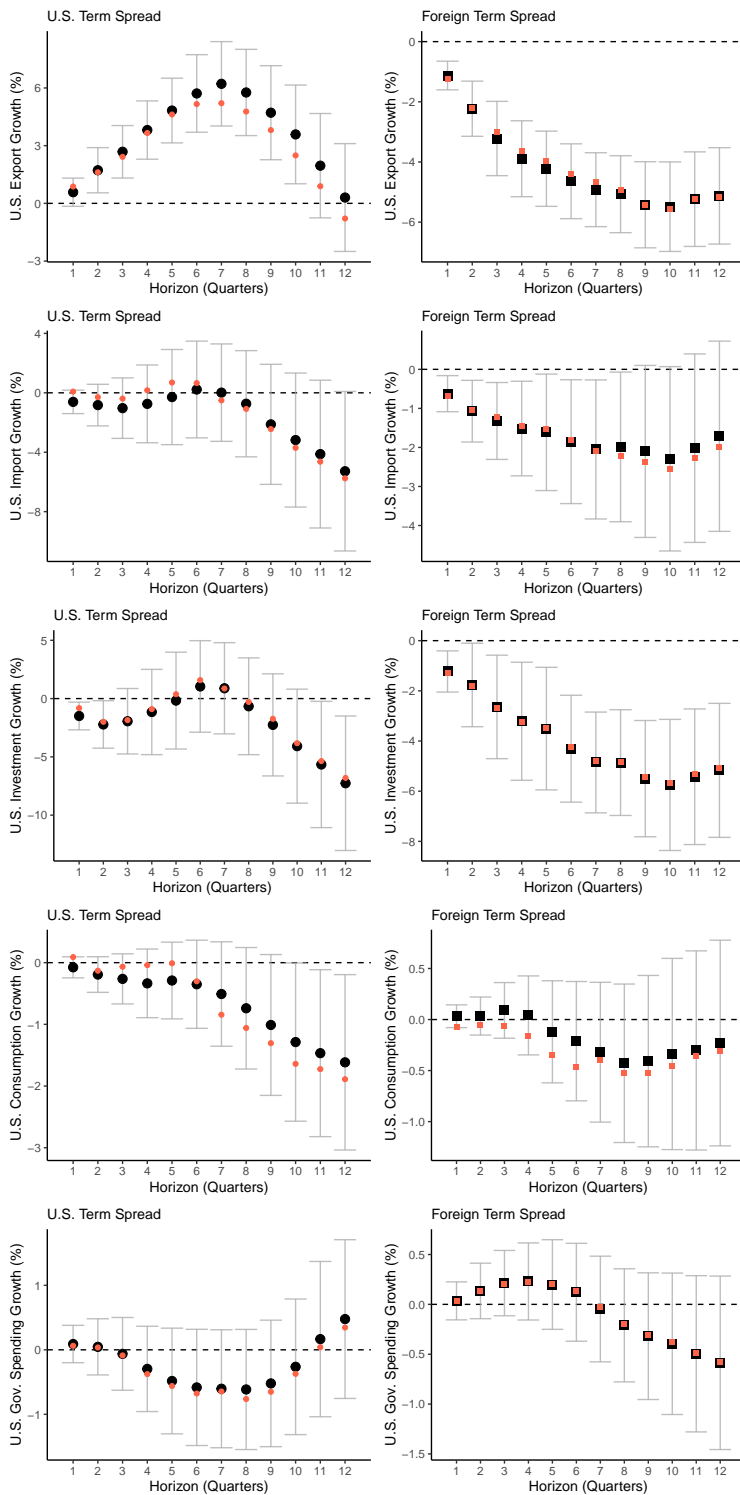 U.S. Term Spread
U.S. Export Growth (%)
6
3
0
−3
1 2 3 4 5 6 7 8 9 10 11 12
Horizon (Quarters)
Foreign Term Spread
U.S. Export Growth (%)
0
−2
−4
−6
1 2 3 4 5 6 7 8 9 10 11 12
Horizon (Quarters)
U.S. Term Spread
U.S. Import Growth (%)
4
0
−4
−8
1 2 3 4 5 6 7 8 9 10 11 12
Horizon (Quarters)
Foreign Term Spread
U.S. Import Growth (%)
0
−1
−2
−3
−4
1 2 3 4 5 6 7 8 9 10 11 12
Horizon (Quarters)
U.S. Term Spread
U.S. Investment Growth (%)
5
0
−5
−10
1 2 3 4 5 6 7 8 9 10 11 12
Horizon (Quarters)
Foreign Term Spread
U.S. Investment Growth (%)
0
−2
−4
−6
−8
1 2 3 4 5 6 7 8 9 10 11 12
Horizon (Quarters)
U.S. Term Spread
U.S. Consumption Growth (%)
0
−1
−2
−3
1 2 3 4 5 6 7 8 9 10 11 12
Horizon (Quarters)
Foreign Term Spread
U.S. Consumption Growth (%)
0.5
0.0
−0.5
−1.0
1 2 3 4 5 6 7 8 9 10 11 12
Horizon (Quarters)
U.S. Term Spread
U.S. Gov. Spending Growth (%)
1
0
−1
1 2 3 4 5 6 7 8 9 10 11 12
Horizon (Quarters)
Foreign Term Spread
U.S. Gov. Spending Growth (%)
0.5
0.0
−0.5
−1.0
−1.5
1 2 3 4 5 6 7 8 9 10 11 12
Horizon (Quarters)